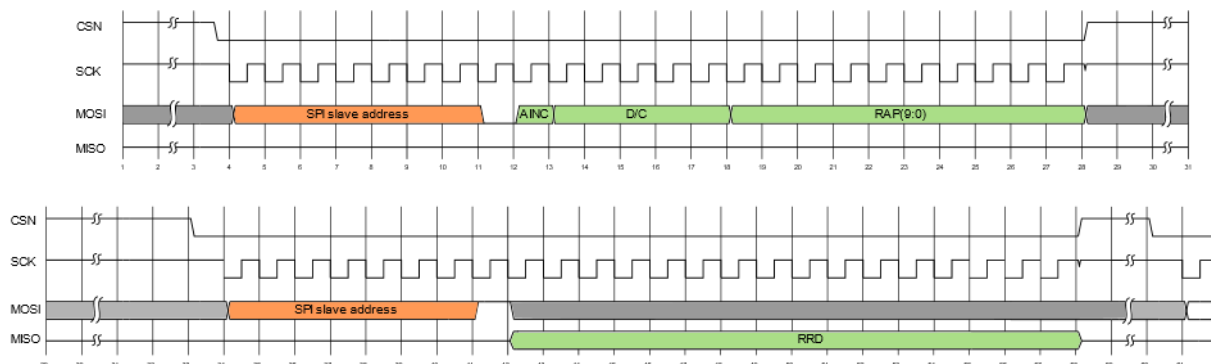 CSN
SCK
MOSI SPI slave address AINC D/C RAP(9:0)
MISO
1 2 3 4 5 6 7 8 9 10 11 12 13 14 15 16 17 18 19 20 21 22 23 24 25 26 27 28 29 30 31
CSN
SCK
MOSI SPI slave address
MISO RRD